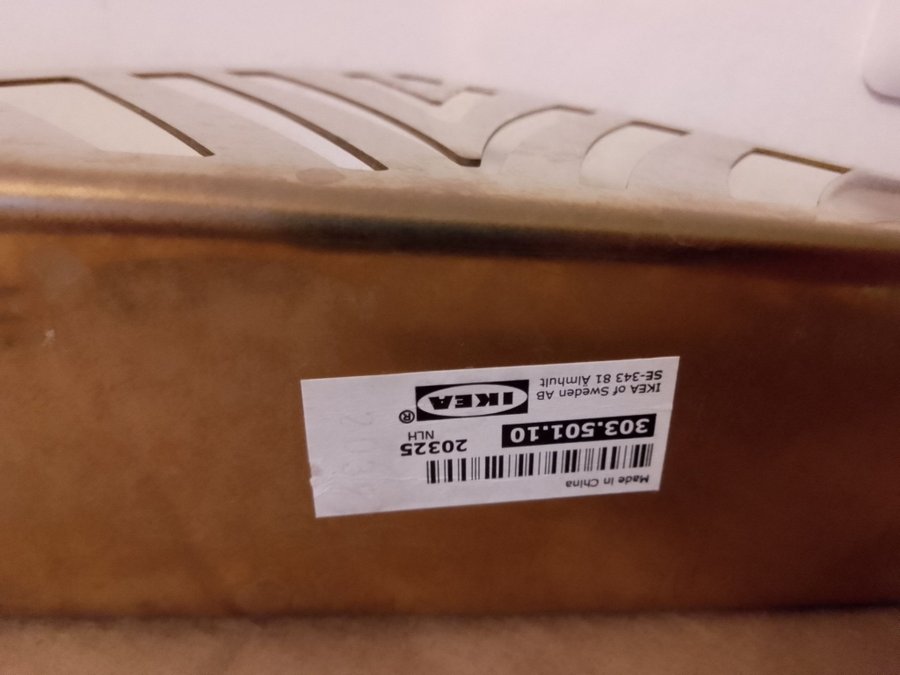 Made in China
303.501.10
20325
NLH
IKEA®
IKEA of Sweden AB
SE-343 81 Älmhult